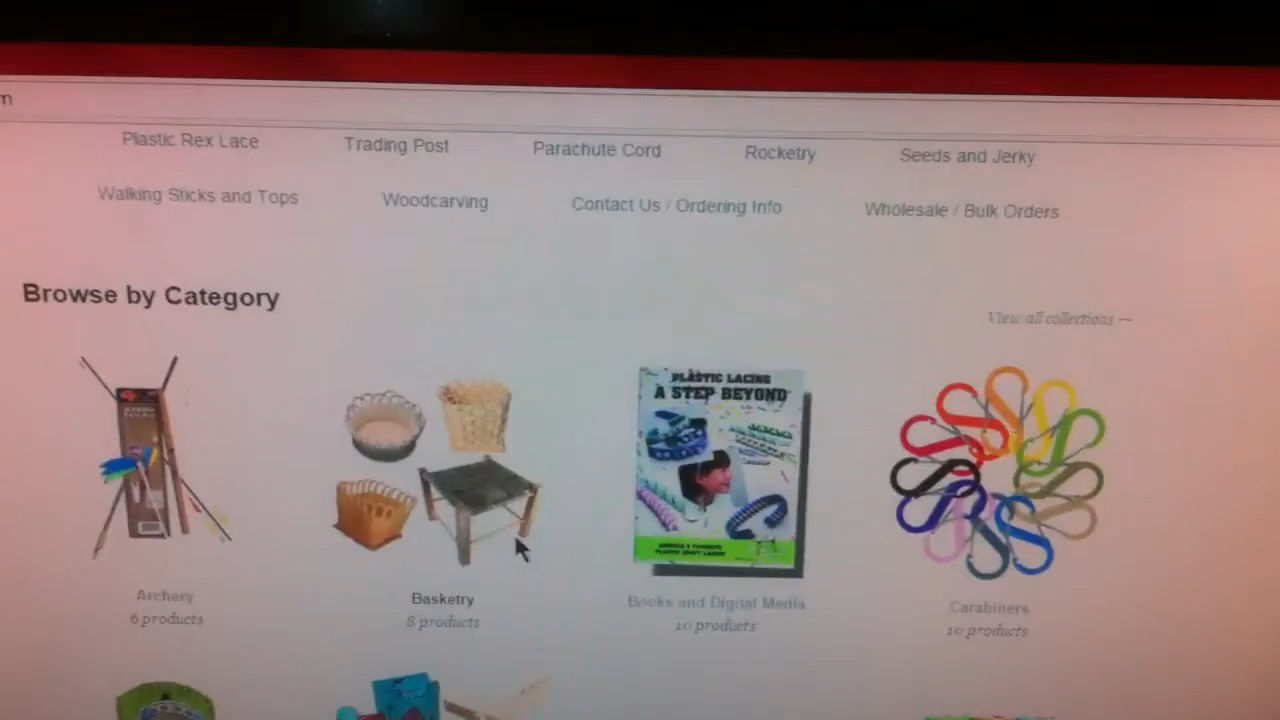 m
Plastic Rex Lace Trading Post Parachute Cord Rocketry Seeds and Jerky
Walking Sticks and Tops Woodcarving Contact Us / Ordering Info Wholesale / Bulk Orders
Browse by Category
View all collections —
PLASTIC LACING
A STEP BEYOND
Archery
6 products
Basketry
8 products
Books and Digital Media
10 products
Carabiners
10 products